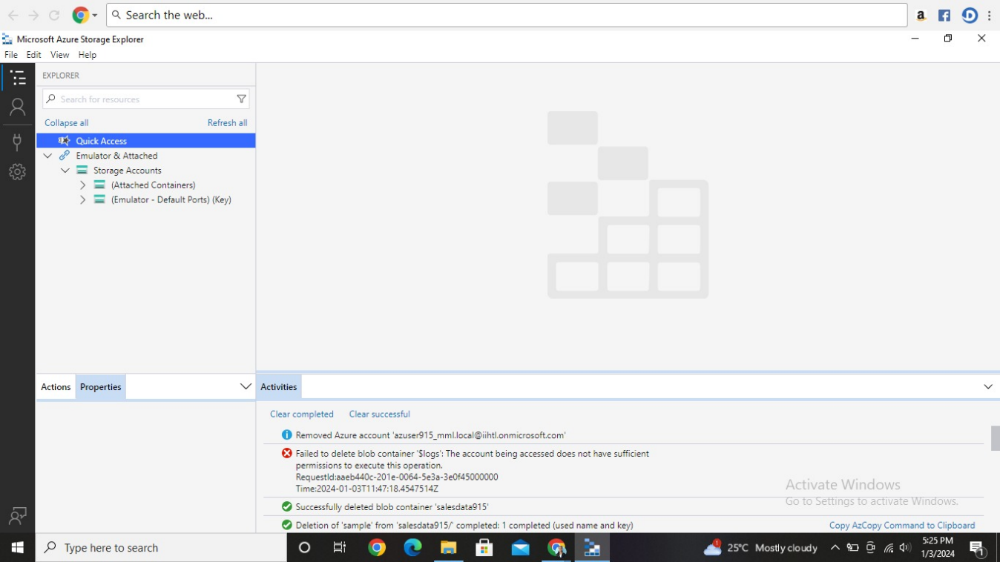 Search the web...
Microsoft Azure Storage Explorer
File Edit View Help
EXPLORER
Search for resources
Collapse all Refresh all
Quick Access
Emulator & Attached
Storage Accounts
(Attached Containers)
(Emulator - Default Ports) (Key)
Actions Properties
Activities
Clear completed Clear successful
Removed Azure account 'azuser915_mml.local@iihtl.onmicrosoft.com'
Failed to delete blob container '$logs': The account being accessed does not have sufficient
permissions to execute this operation.
RequestId:aaeb440c-201e-0064-5e3a-3e0f45000000
Time:2024-01-03T11:47:18.4547514Z
Successfully deleted blob container 'salesdata915'
Deletion of 'sample' from 'salesdata915/' completed: 1 completed (used name and key)
Copy AzCopy Command to Clipboard
Activate Windows
Go to Settings to activate Windows.
Type here to search
25°C Mostly cloudy
5:25 PM
1/3/2024